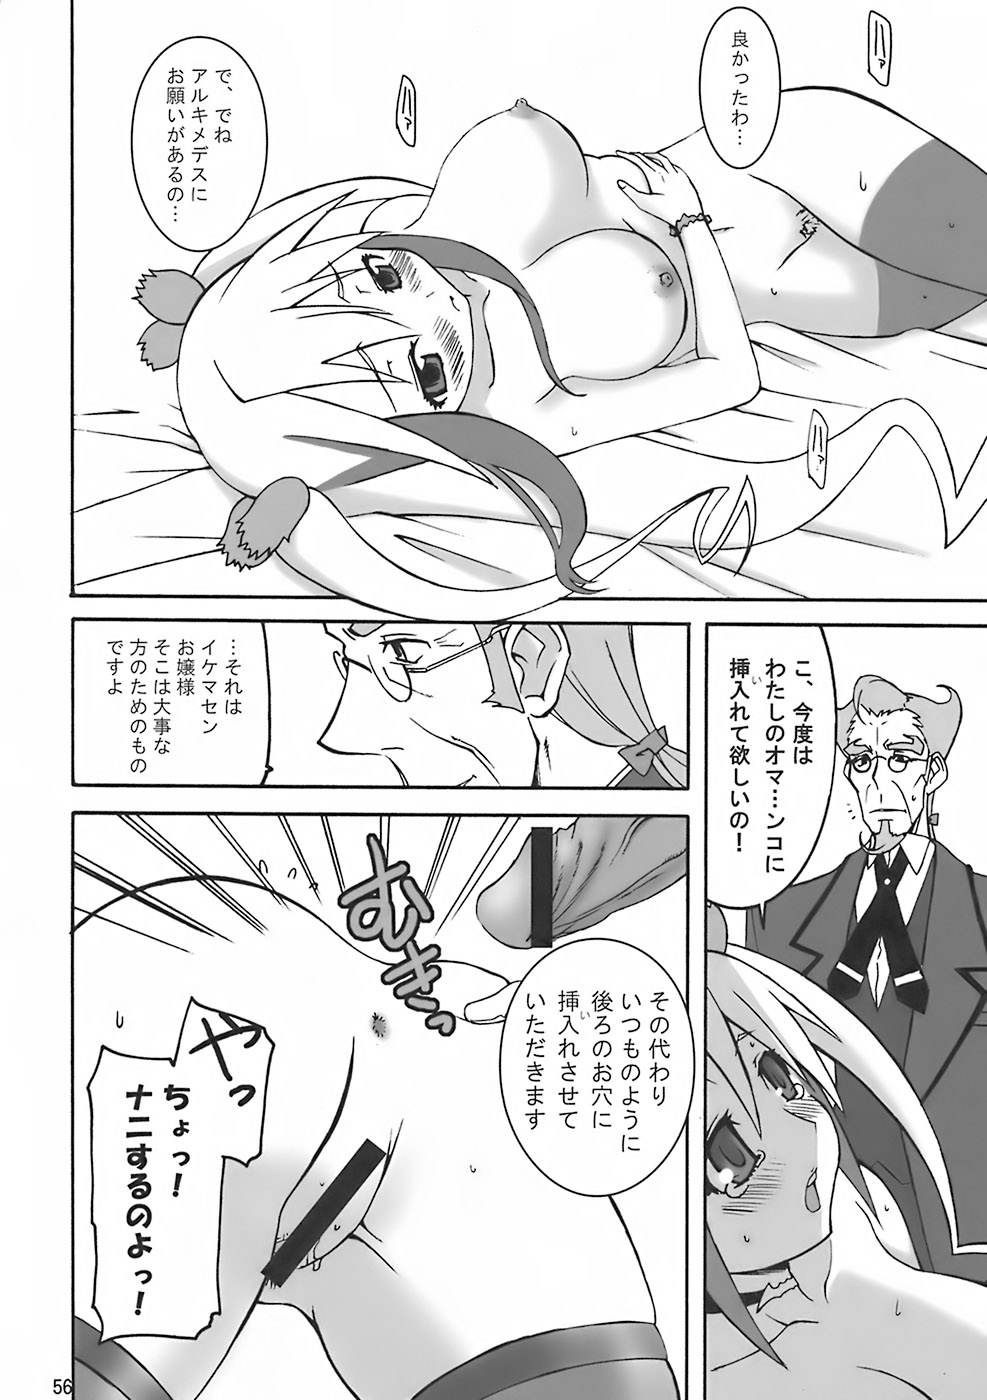 良かったわ…
ハァ
ハァ
で、でね
アルキメデスに
お願いがあるの…
ハァ
こ、今度は
わたしのオマ…ンコに
挿入れて欲しいの！
い
…それは
イケマセン
お嬢様
そこは大事な
方のためのもの
ですよ
その代わり
いつものように
後ろのお穴に
挿入れさせて
い
いただきます
むきっ
やっ
ちょっ！
ナニするのよっ！
56